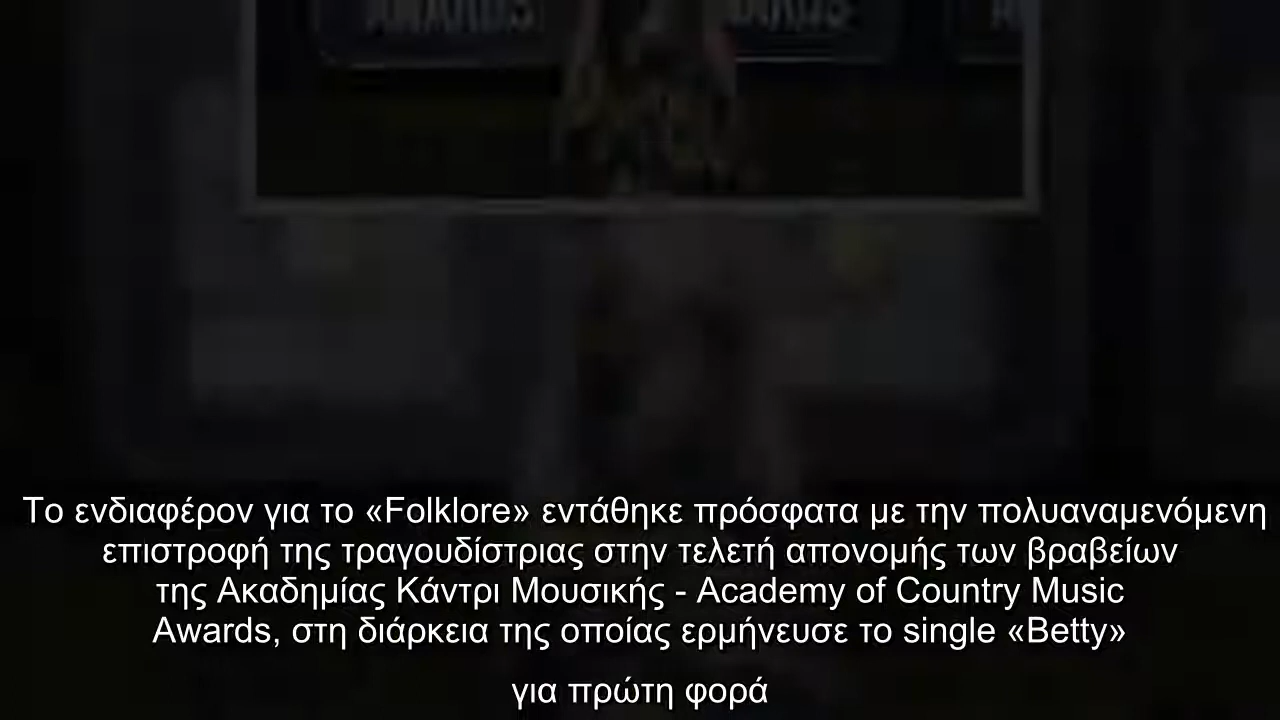 AWARDS
Το ενδιαφέρον για το «Folklore» εντάθηκε πρόσφατα με την πολυαναμενόμενη
επιστροφή της τραγουδίστριας στην τελετή απονομής των βραβείων
της Ακαδημίας Κάντρι Μουσικής - Academy of Country Music
Awards, στη διάρκεια της οποίας ερμήνευσε το single «Betty»
για πρώτη φορά